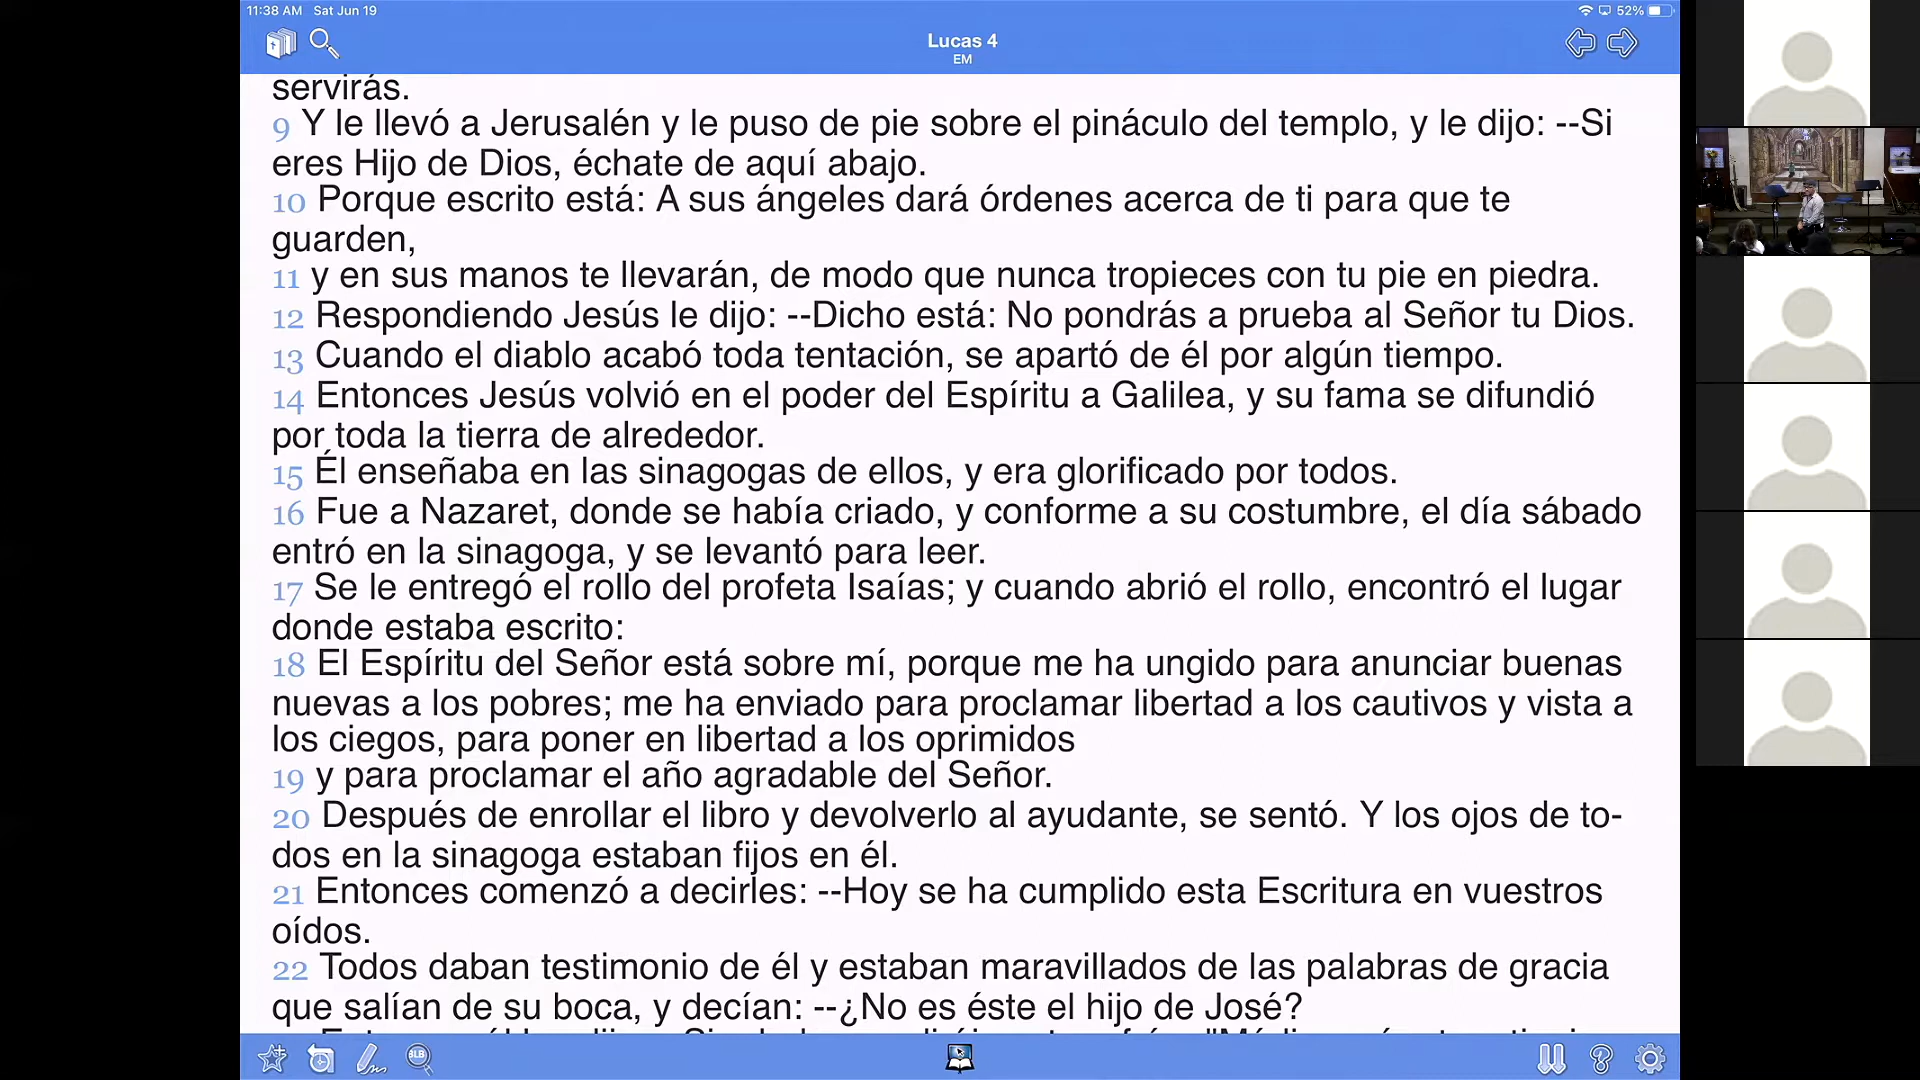 11:38 AM Sat Jun 19
52%
Lucas 4
EM
servirás.
9 Y le llevó a Jerusalén y le puso de pie sobre el pináculo del templo, y le dijo: --Si
eres Hijo de Dios, échate de aquí abajo.
10 Porque escrito está: A sus ángeles dará órdenes acerca de ti para que te
guarden,
11 y en sus manos te llevarán, de modo que nunca tropieces con tu pie en piedra.
12 Respondiendo Jesús le dijo: --Dicho está: No pondrás a prueba al Señor tu Dios.
13 Cuando el diablo acabó toda tentación, se apartó de él por algún tiempo.
14 Entonces Jesús volvió en el poder del Espíritu a Galilea, y su fama se difundió
por toda la tierra de alrededor.
15 Él enseñaba en las sinagogas de ellos, y era glorificado por todos.
16 Fue a Nazaret, donde se había criado, y conforme a su costumbre, el día sábado
entró en la sinagoga, y se levantó para leer.
17 Se le entregó el rollo del profeta Isaías; y cuando abrió el rollo, encontró el lugar
donde estaba escrito:
18 El Espíritu del Señor está sobre mí, porque me ha ungido para anunciar buenas
nuevas a los pobres; me ha enviado para proclamar libertad a los cautivos y vista a
los ciegos, para poner en libertad a los oprimidos
19 y para proclamar el año agradable del Señor.
20 Después de enrollar el libro y devolverlo al ayudante, se sentó. Y los ojos de to-
dos en la sinagoga estaban fijos en él.
21 Entonces comenzó a decirles: --Hoy se ha cumplido esta Escritura en vuestros
oídos.
22 Todos daban testimonio de él y estaban maravillados de las palabras de gracia
que salían de su boca, y decían: --¿No es éste el hijo de José?
BLB